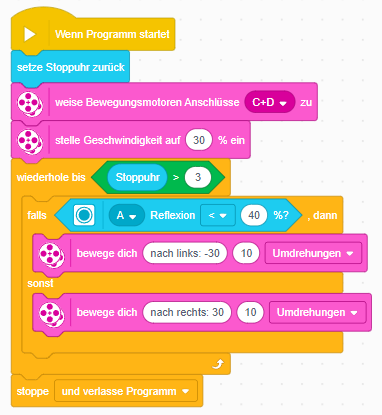 Wenn Programm startet
setze Stoppuhr zurück
weise Bewegungsmotoren Anschlüsse C+D zu
stelle Geschwindigkeit auf 30 % ein
wiederhole bis Stoppuhr > 3
falls A Reflexion < 40 %? , dann
bewege dich nach links: -30 10 Umdrehungen
sonst
bewege dich nach rechts: 30 10 Umdrehungen
stoppe und verlasse Programm